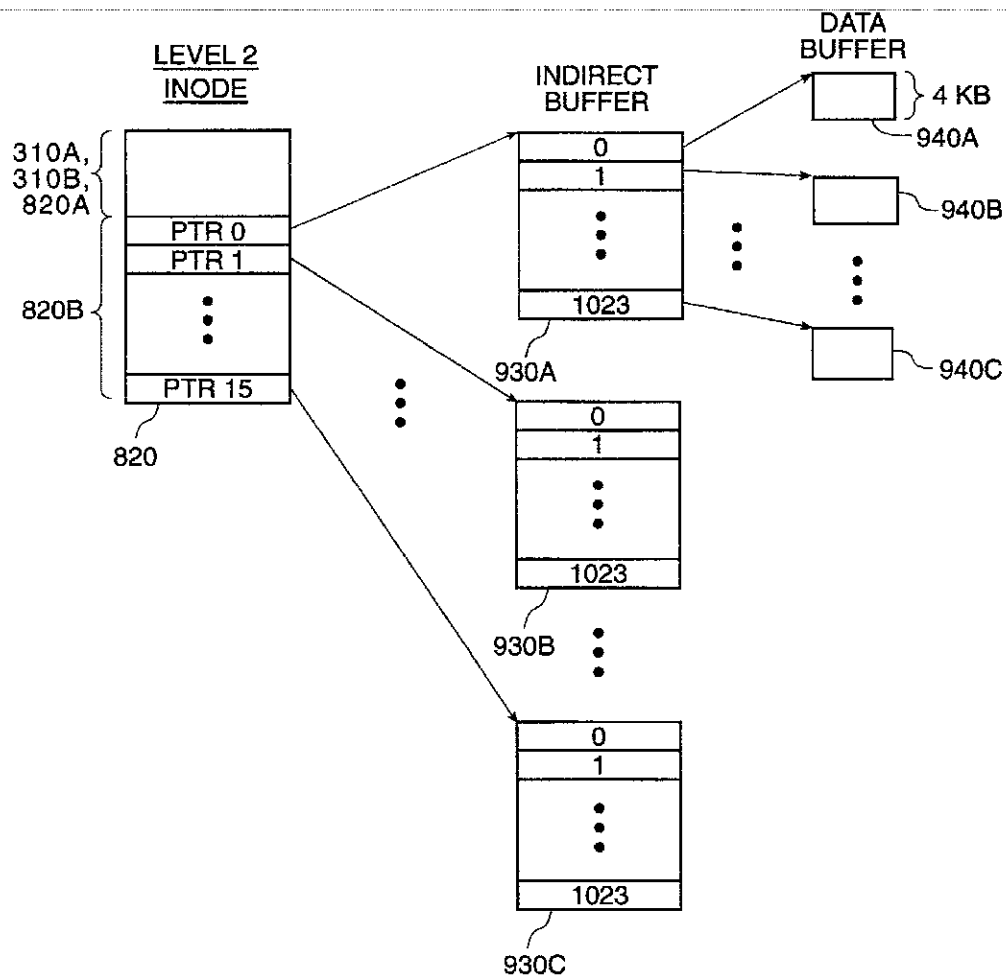 LEVEL 2
INODE
310A,
310B,
820A
PTR 0
PTR 1
820B
PTR 15
820
INDIRECT
BUFFER
0
1
1023
930A
0
1
1023
930B
0
1
1023
930C
DATA
BUFFER
4 KB
940A
940B
940C